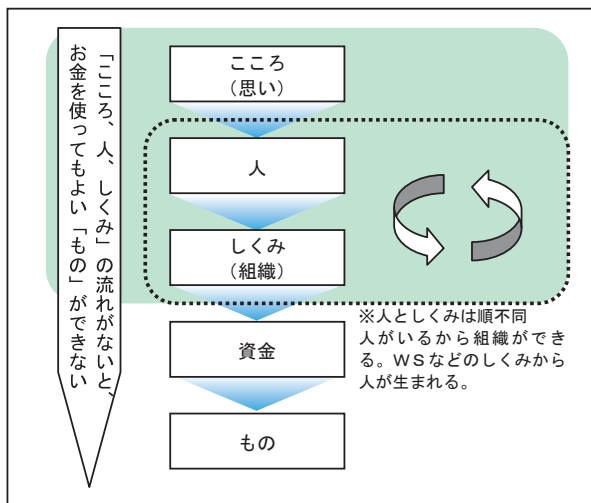 「こころ、人、しくみ」の流れがないと、
お金を使ってもよい「もの」ができない
こころ
（思い）
人
しくみ
（組織）
※人としくみは順不同
人がいるから組織ができ
る。ＷＳなどのしくみから
人が生まれる。
資金
もの